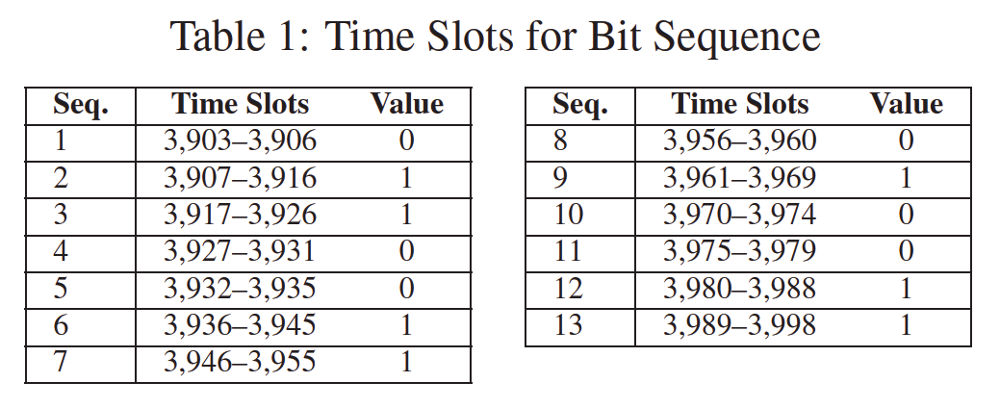 Table 1: Time Slots for Bit Sequence
Seq. Time Slots Value
1 3,903–3,906 0
2 3,907–3,916 1
3 3,917–3,926 1
4 3,927–3,931 0
5 3,932–3,935 0
6 3,936–3,945 1
7 3,946–3,955 1
Seq. Time Slots Value
8 3,956–3,960 0
9 3,961–3,969 1
10 3,970–3,974 0
11 3,975–3,979 0
12 3,980–3,988 1
13 3,989–3,998 1